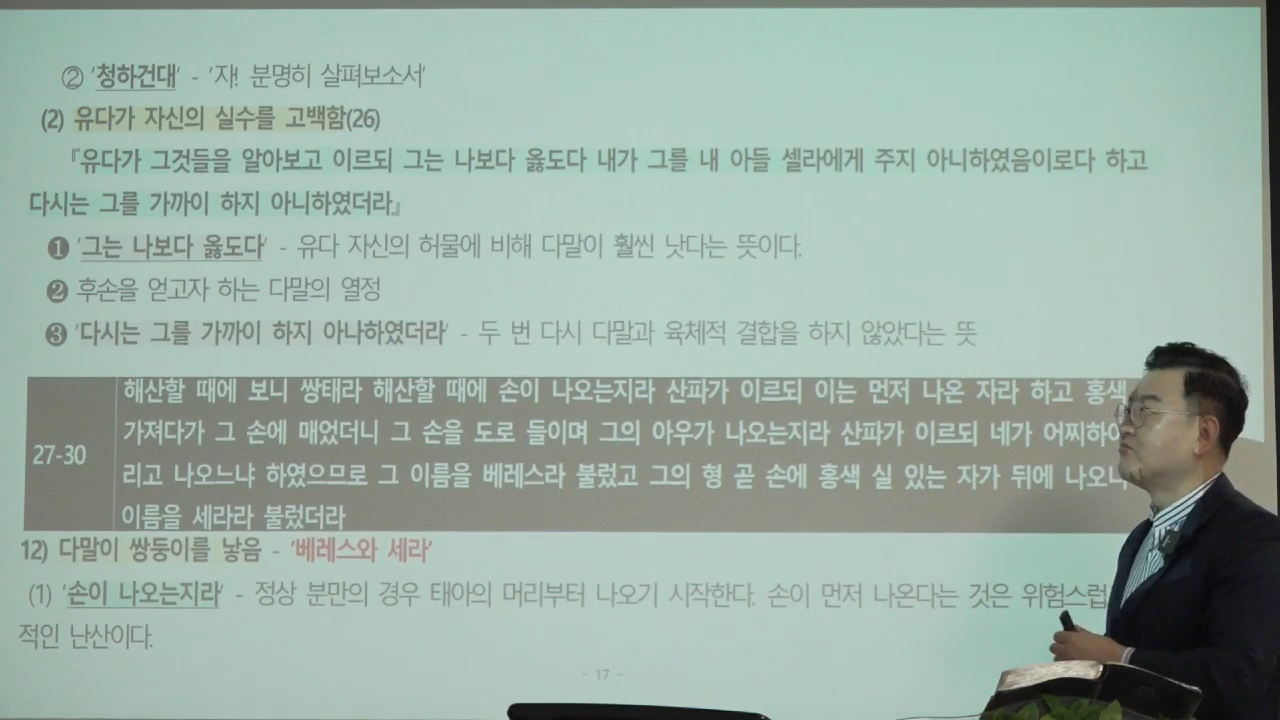 ② '청하건대' - '자! 분명히 살펴보소서'
(2) 유다가 자신의 실수를 고백함(26)
『유다가 그것들을 알아보고 이르되 그는 나보다 옳도다 내가 그를 내 아들 셀라에게 주지 아니하였음이로다 하고
다시는 그를 가까이 하지 아니하였더라』
❶ '그는 나보다 옳도다' - 유다 자신의 허물에 비해 다말이 훨씬 낫다는 뜻이다.
❷ 후손을 얻고자 하는 다말의 열정
❸ '다시는 그를 가까이 하지 아나하였더라' - 두 번 다시 다말과 육체적 결합을 하지 않았다는 뜻
해산할 때에 보니 쌍태라 해산할 때에 손이 나오는지라 산파가 이르되 이는 먼저 나온 자라 하고 홍색
가져다가 그 손에 매었더니 그 손을 도로 들이며 그의 아우가 나오는지라 산파가 이르되 네가 어찌하여
27-30
리고 나오느냐 하였으므로 그 이름을 베레스라 불렀고 그의 형 곧 손에 홍색 실 있는 자가 뒤에 나오니
이름을 세라라 불렀더라
12) 다말이 쌍둥이를 낳음 - '베레스와 세라'
(1) '손이 나오는지라' - 정상 분만의 경우 태아의 머리부터 나오기 시작한다. 손이 먼저 나온다는 것은 위험스럽
적인 난산이다.
- 17 -